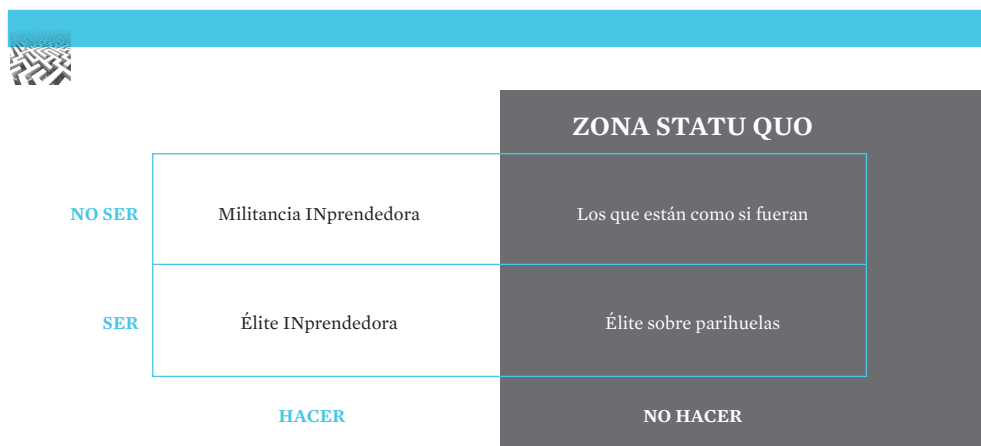 ZONA STATU QUO
NO SER
Militancia INprendedora
Los que están como si fueran
SER
Élite INprendedora
Élite sobre parihuelas
HACER
NO HACER